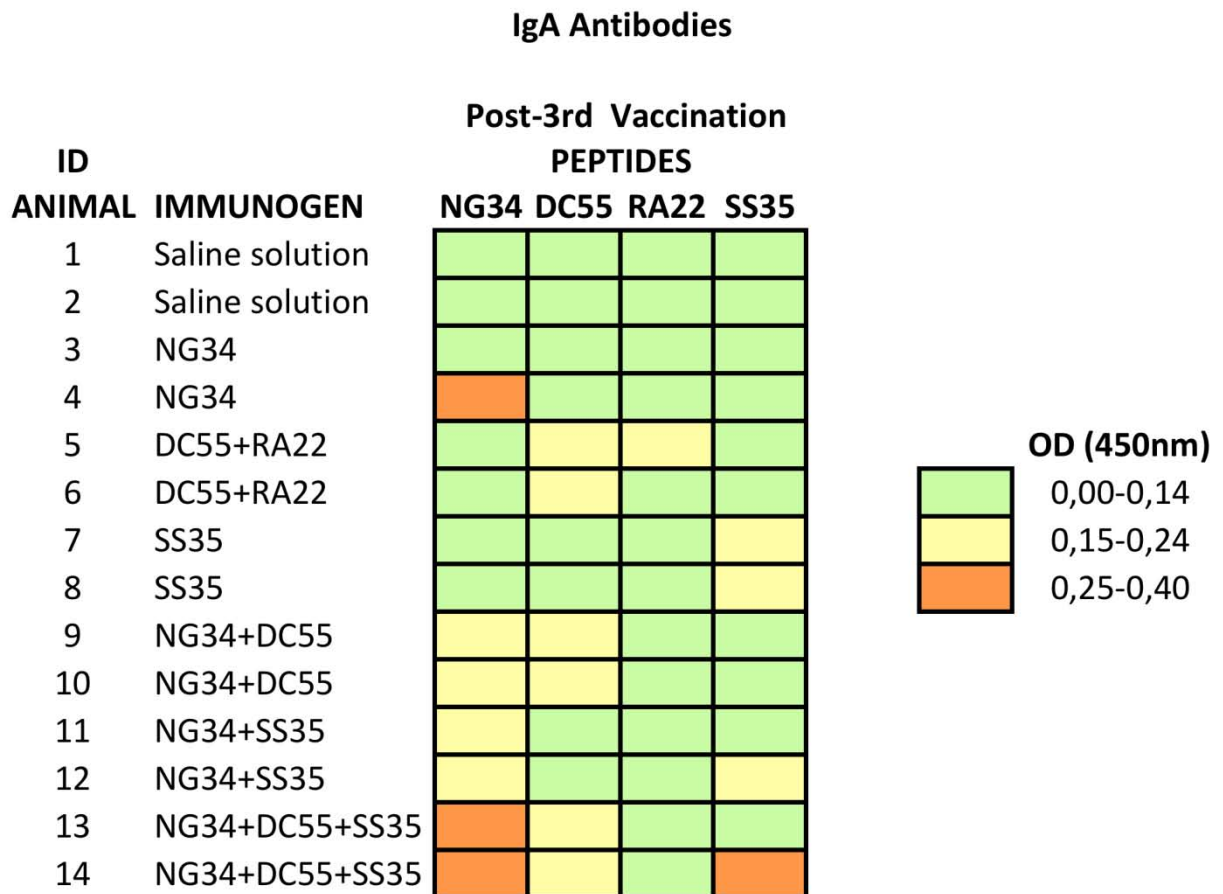 IgA Antibodies
Post-3rd Vaccination
ID PEPTIDES
ANIMAL IMMUNOGEN NG34 DC55 RA22 SS35
1 Saline solution
2 Saline solution
3 NG34
4 NG34
5 DC55+RA22 OD (450nm)
6 DC55+RA22 0,00-0,14
7 SS35 0,15-0,24
8 SS35 0,25-0,40
9 NG34+DC55
10 NG34+DC55
11 NG34+SS35
12 NG34+SS35
13 NG34+DC55+SS35
14 NG34+DC55+SS35